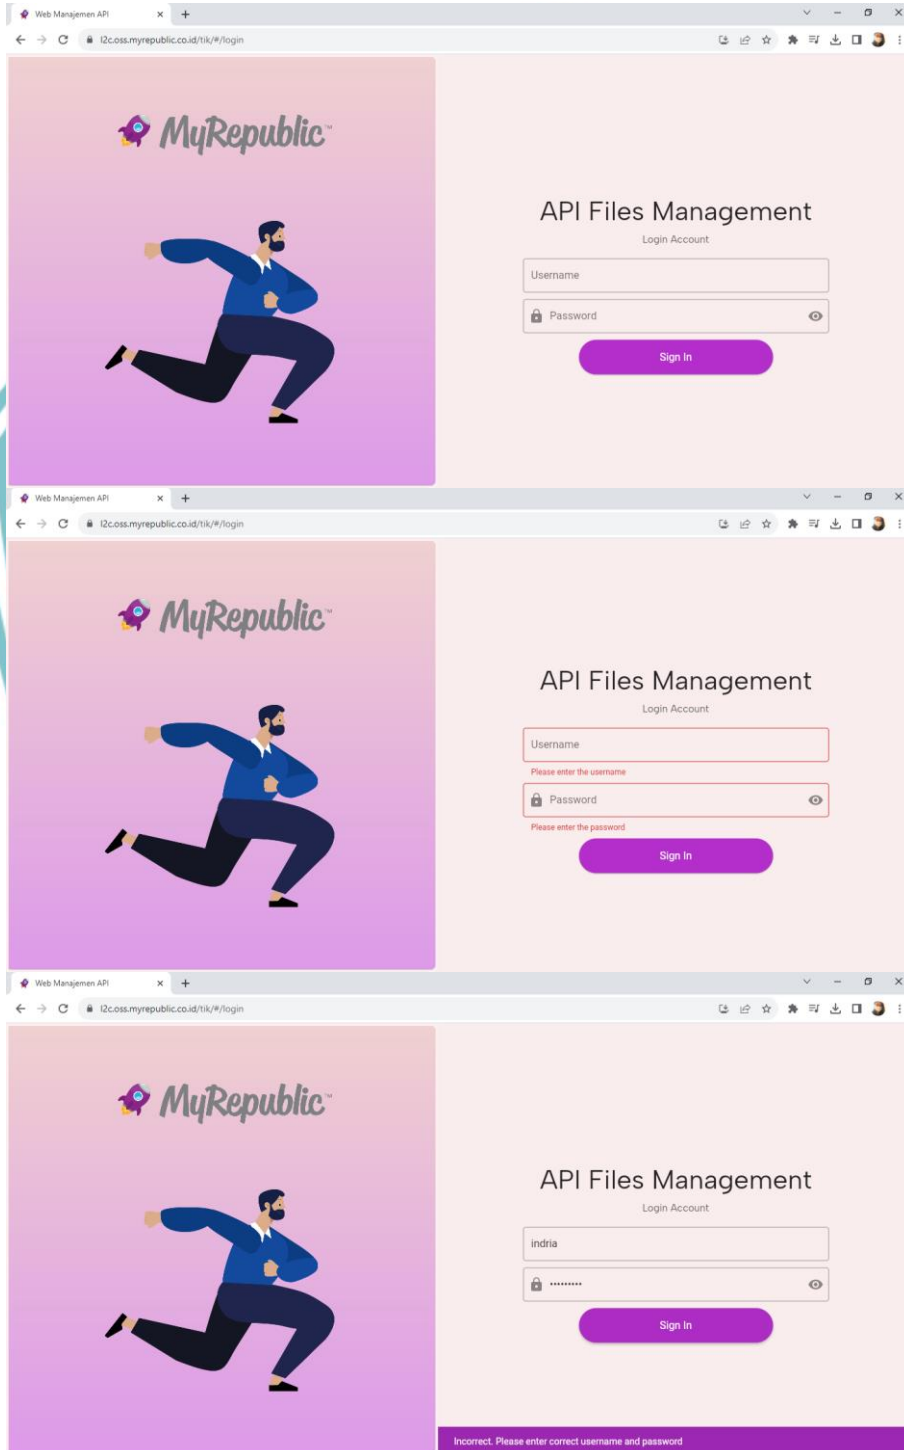 Web Manajemen API
l2c.oss.myrepublic.co.id/tik/#/login
MyRepublic™
API Files Management
Login Account
Username
Password
Sign In
Web Manajemen API
l2c.oss.myrepublic.co.id/tik/#/login
MyRepublic™
API Files Management
Login Account
Username
Please enter the username
Password
Please enter the password
Sign In
Web Manajemen API
l2c.oss.myrepublic.co.id/tik/#/login
MyRepublic™
API Files Management
Login Account
indria
•••••••••
Sign In
Incorrect. Please enter correct username and password